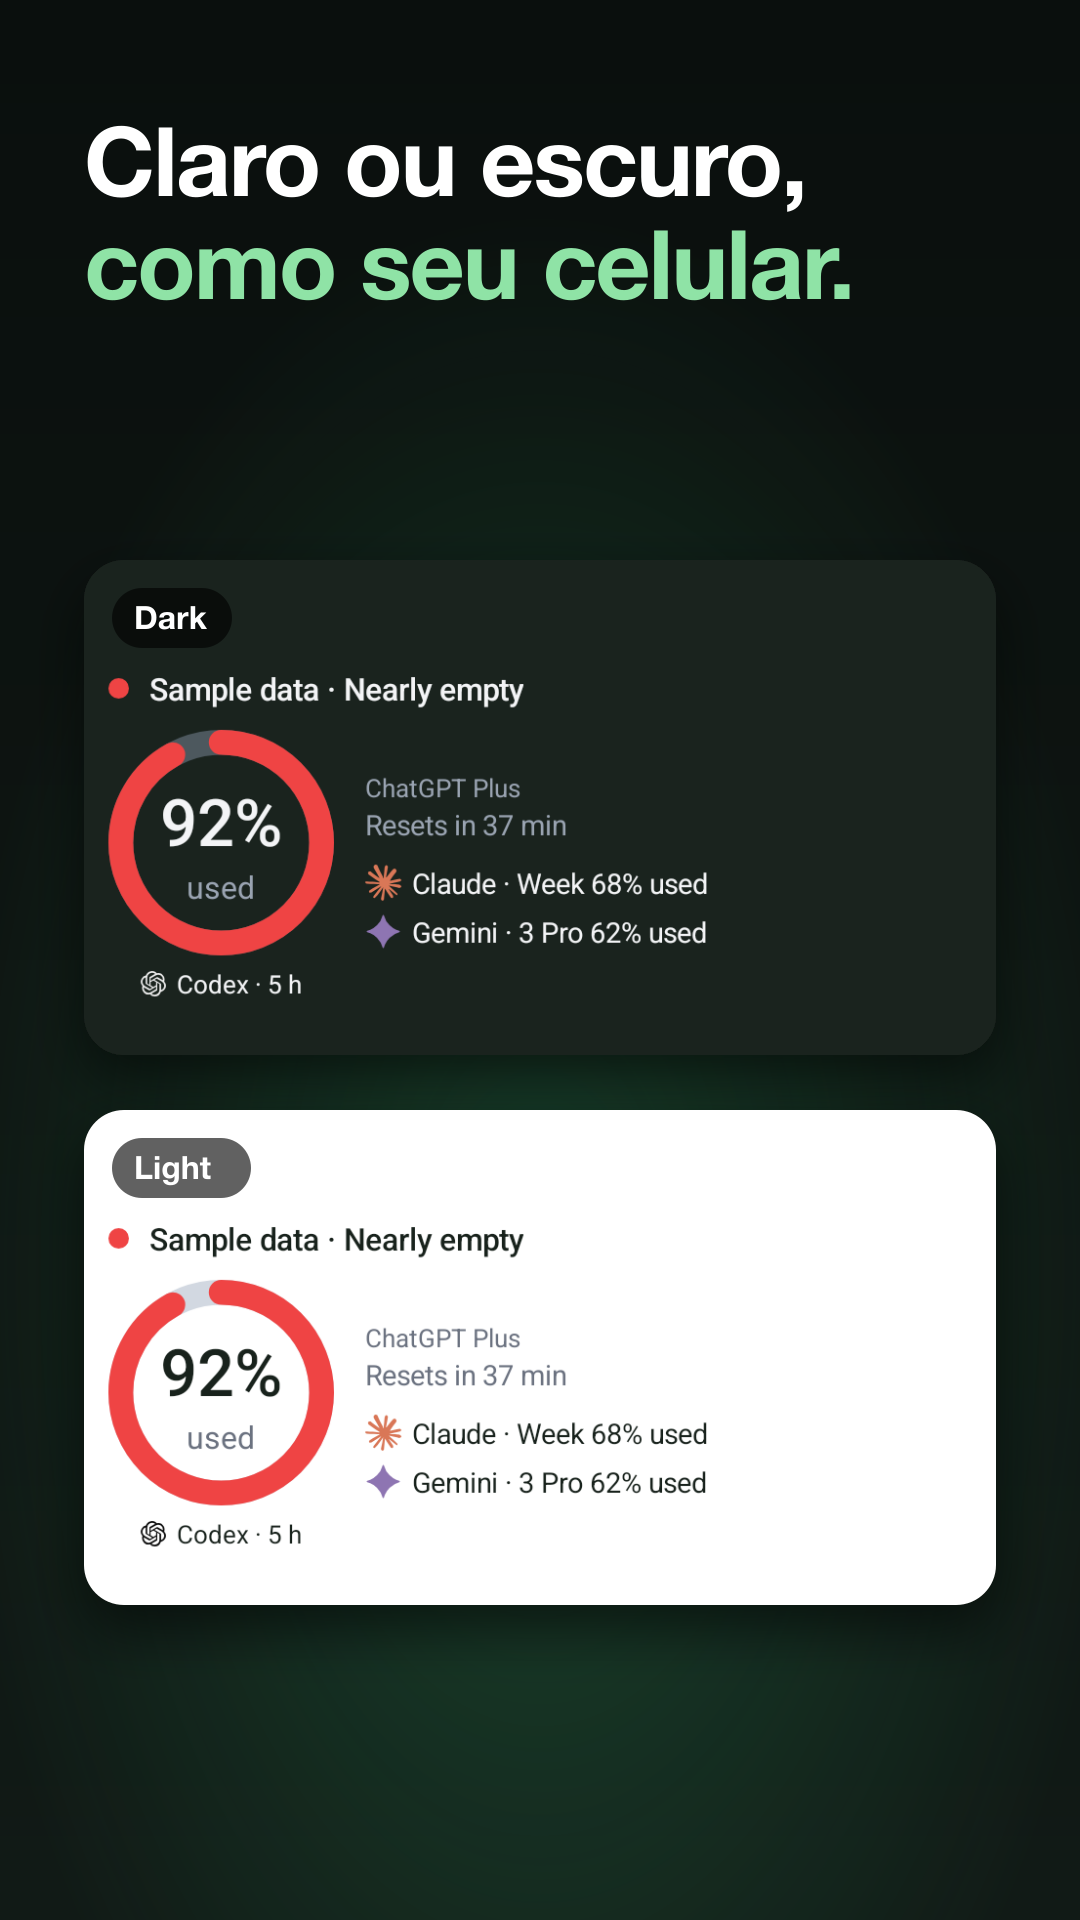 Claro ou escuro,
como seu celular.
Dark
Sample data · Nearly empty
92%
used
Codex · 5 h
ChatGPT Plus
Resets in 37 min
Claude · Week 68% used
Gemini · 3 Pro 62% used
Light
Sample data · Nearly empty
92%
used
Codex · 5 h
ChatGPT Plus
Resets in 37 min
Claude · Week 68% used
Gemini · 3 Pro 62% used